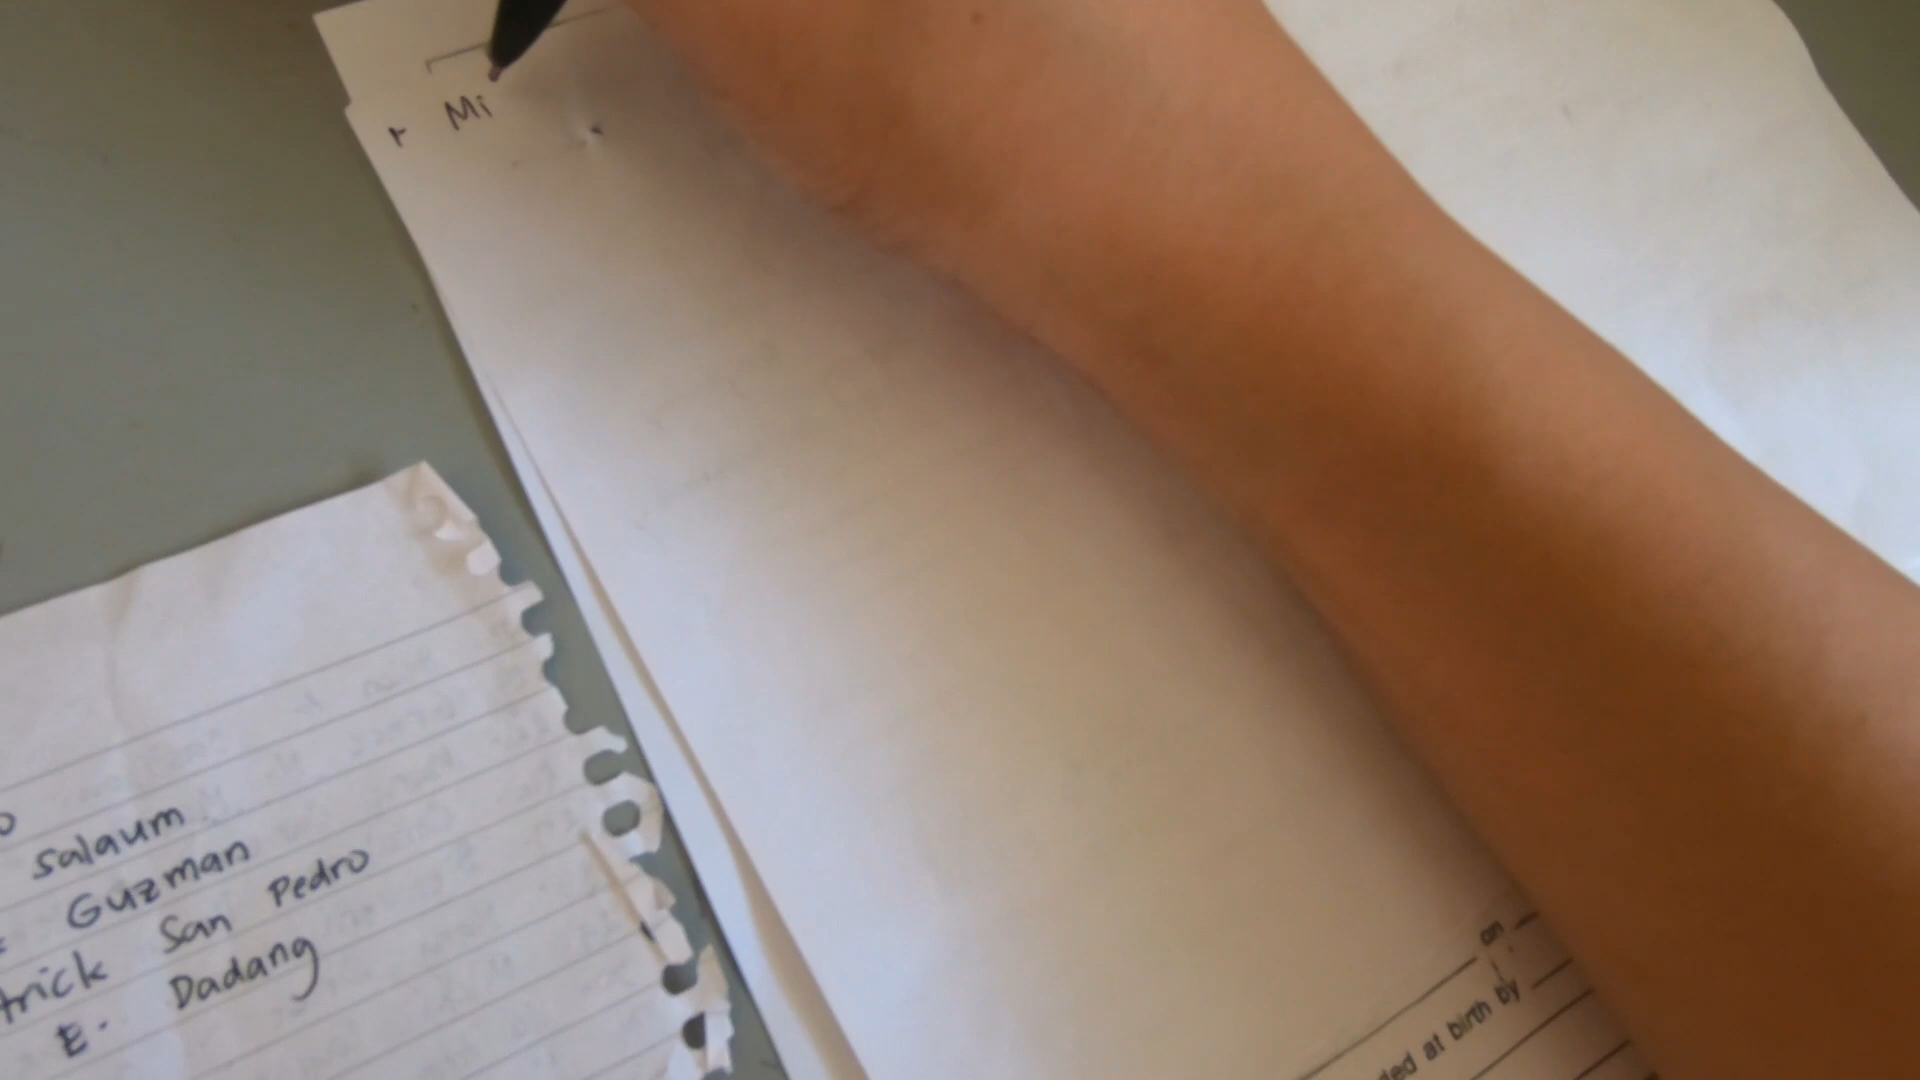 r Mi
o
salaum
Guzman
trick San Pedro
E. Dadang
on
ded at birth by